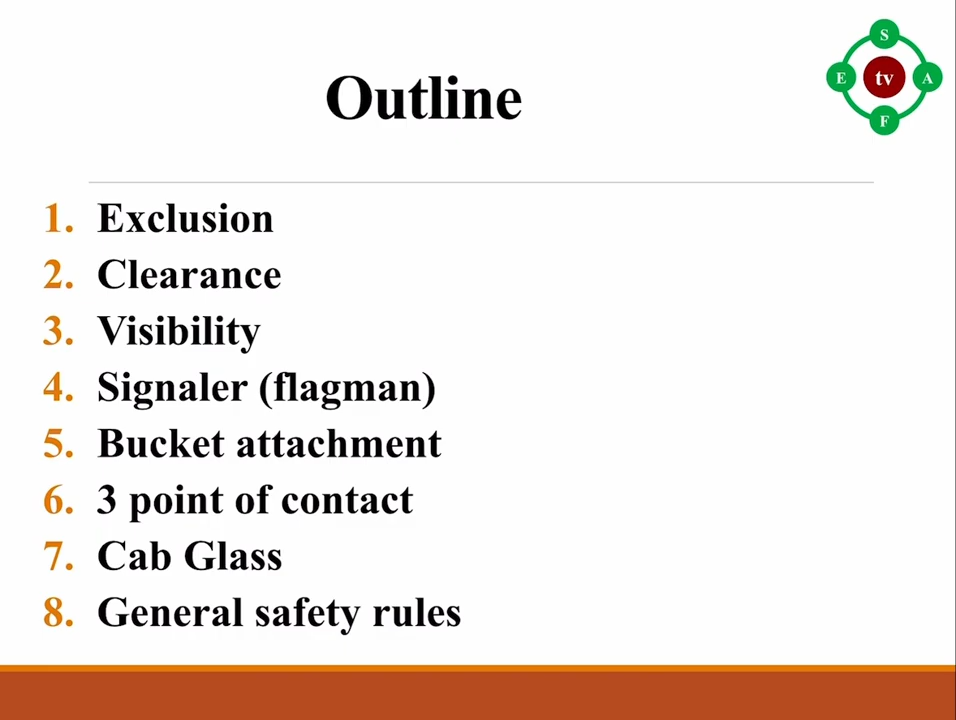 Outline
S
E tv A
F
1. Exclusion
2. Clearance
3. Visibility
4. Signaler (flagman)
5. Bucket attachment
6. 3 point of contact
7. Cab Glass
8. General safety rules